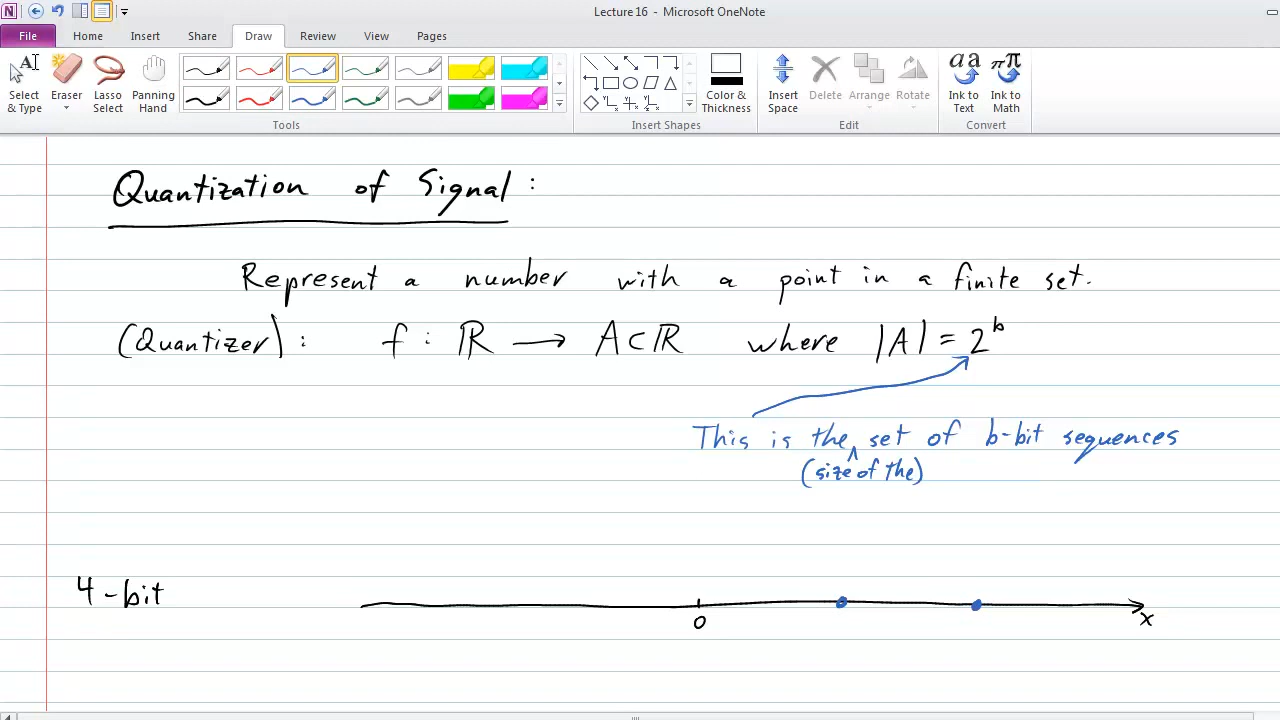 Lecture 16 - Microsoft OneNote
File Home Insert Share Draw Review View Pages
Select & Type Eraser Lasso Select Panning Hand Color & Thickness Insert Space Delete Arrange Rotate Ink to Text Ink to Math
Tools Insert Shapes Edit Convert
Quantization of Signal:
Represent a number with a point in a finite set.
(Quantizer): f: ℝ → A⊂ℝ where |A| = 2^b
This is the ^ set of b-bit sequences
(size of the)
4-bit
0
x